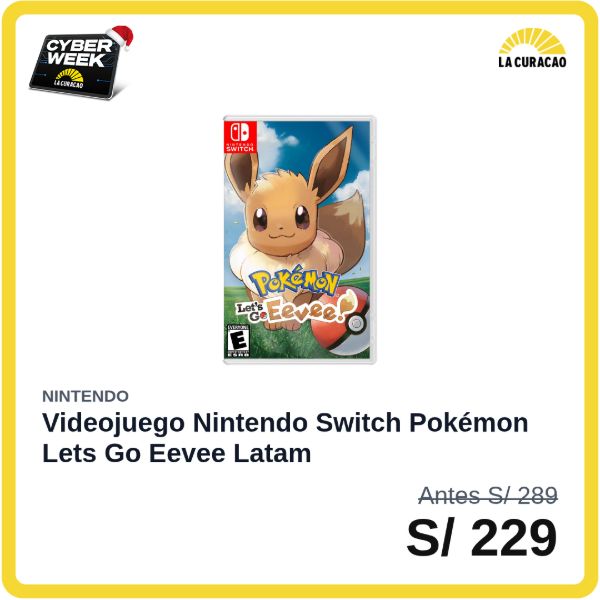 CYBER
WEEK
LA CURACAO
LA CURACAO
NINTENDO
SWITCH
POKéMON
Let's
Go Eevee!
EVERYONE
E
ESRB
NINTENDO
Videojuego Nintendo Switch Pokémon
Lets Go Eevee Latam
Antes S/ 289
S/ 229